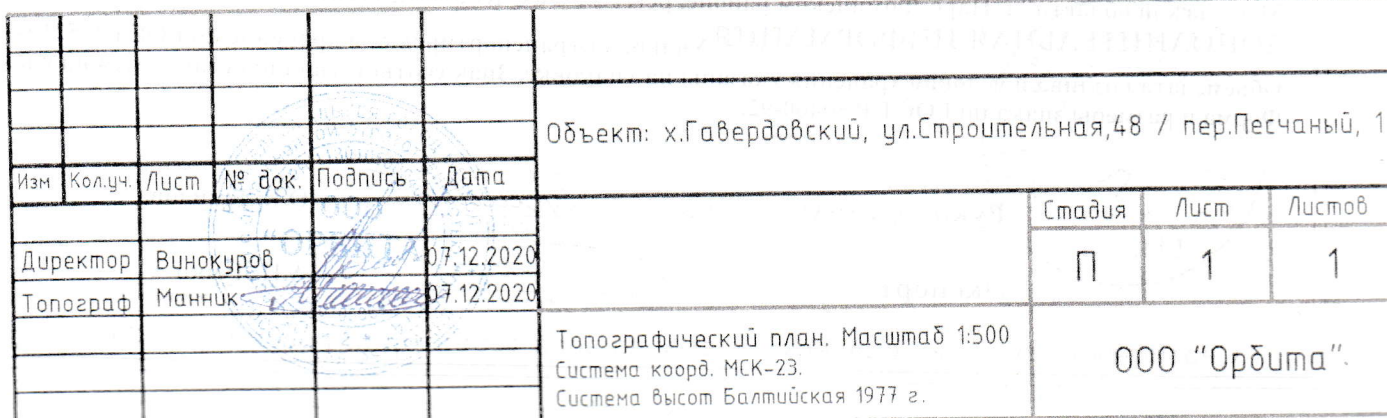 Объект: х.Гавердовский, ул.Строительная,48 / пер.Песчаный, 1
Изм Кол.уч. Лист № док. Подпись Дата
Стадия Лист Листов
Директор Винокуров 07.12.2020
П 1 1
Топограф Манник 07.12.2020
Топографический план. Масштаб 1:500
Система коорд. МСК-23.
Система высот Балтийская 1977 г.
ООО "Орбита".